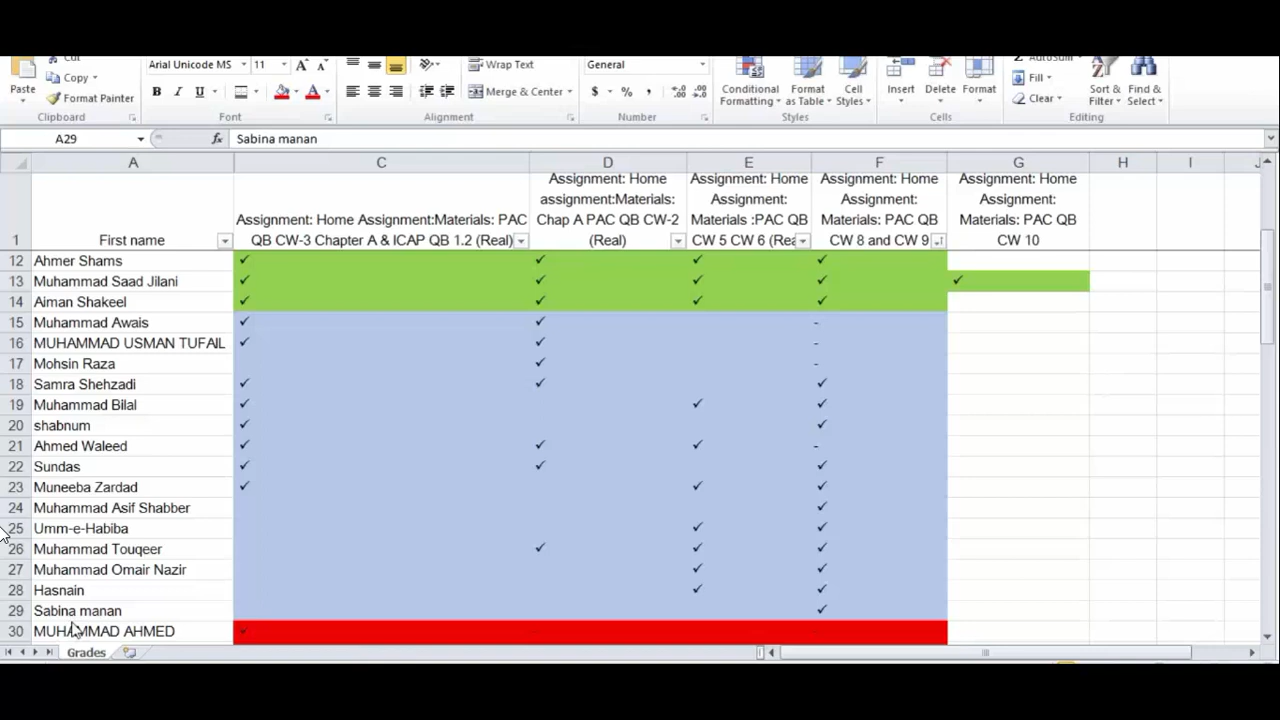 Cut
Arial Unicode MS 11 A A Wrap Text General AutoSum
Paste Copy Conditional Format Cell Insert Delete Format Fill Sort & Find &
Format Painter B I U A Merge & Center $ % , .0 .00 Formatting as Table Styles Clear Filter Select
Clipboard Font Alignment Number Styles Cells Editing
A29 fx Sabina manan
A C D E F G H I J
Assignment: Home Assignment: Home Assignment: Home Assignment: Home
assignment:Materials: Assignment: Assignment: Assignment:
Assignment: Home Assignment:Materials: PAC Chap A PAC QB CW-2 Materials :PAC QB Materials: PAC QB Materials: PAC QB
1 First name QB CW-3 Chapter A & ICAP QB 1.2 (Real) (Real) CW 5 CW 6 (Rea CW 8 and CW 9 CW 10
12 Ahmer Shams ✓ ✓ ✓ ✓
13 Muhammad Saad Jilani ✓ ✓ ✓ ✓ ✓
14 Aiman Shakeel ✓ ✓ ✓ ✓
15 Muhammad Awais ✓ ✓ -
16 MUHAMMAD USMAN TUFAIL ✓ ✓ -
17 Mohsin Raza ✓ -
18 Samra Shehzadi ✓ ✓ ✓
19 Muhammad Bilal ✓ ✓ ✓
20 shabnum ✓ ✓
21 Ahmed Waleed ✓ ✓ ✓ -
22 Sundas ✓ ✓ ✓
23 Muneeba Zardad ✓ ✓ ✓
24 Muhammad Asif Shabber ✓
25 Umm-e-Habiba ✓ ✓
26 Muhammad Touqeer ✓ ✓ ✓
27 Muhammad Omair Nazir ✓ ✓
28 Hasnain ✓ ✓
29 Sabina manan ✓
30 MUHAMMAD AHMED ✓
Grades